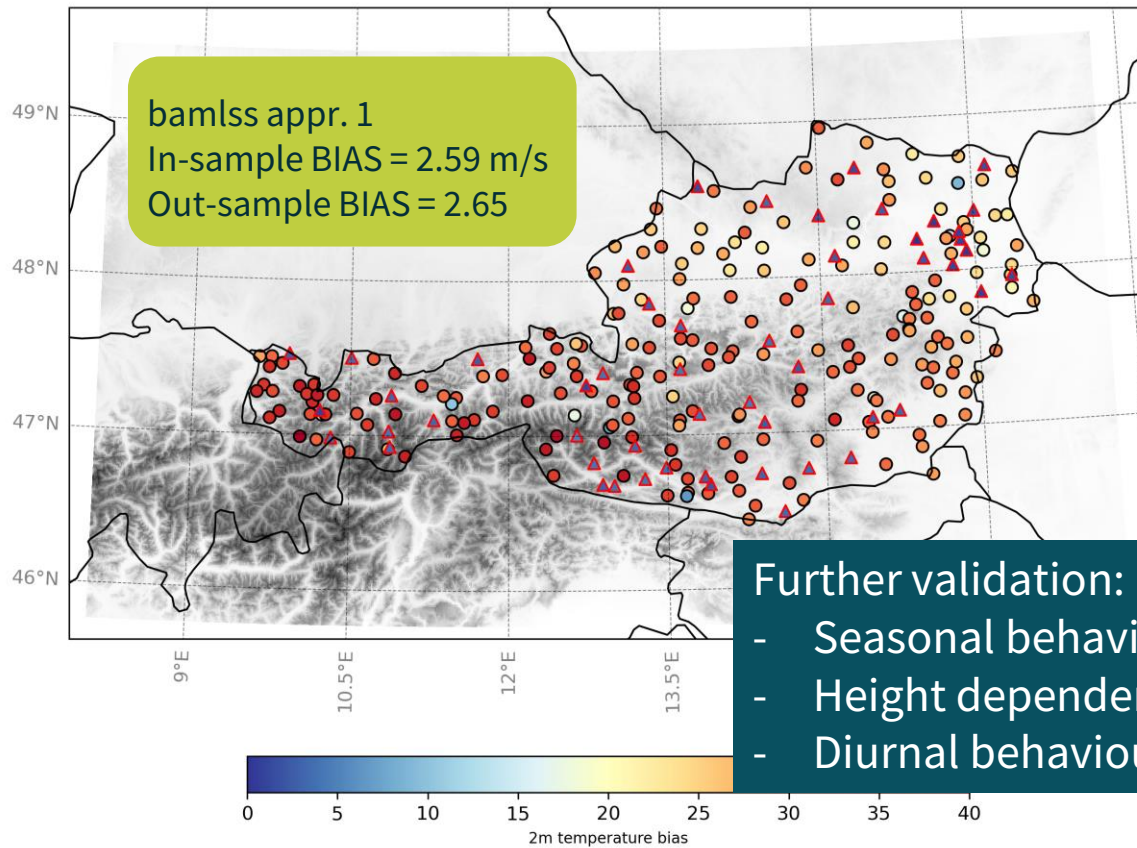 49°N
48°N
47°N
46°N
bamlss appr. 1
In-sample BIAS = 2.59 m/s
Out-sample BIAS = 2.65
9°E
10.5°E
12°E
13.5°E
Further validation:
- Seasonal behavi
- Height depender
- Diurnal behaviou
0 5 10 15 20 25 30 35 40
2m temperature bias